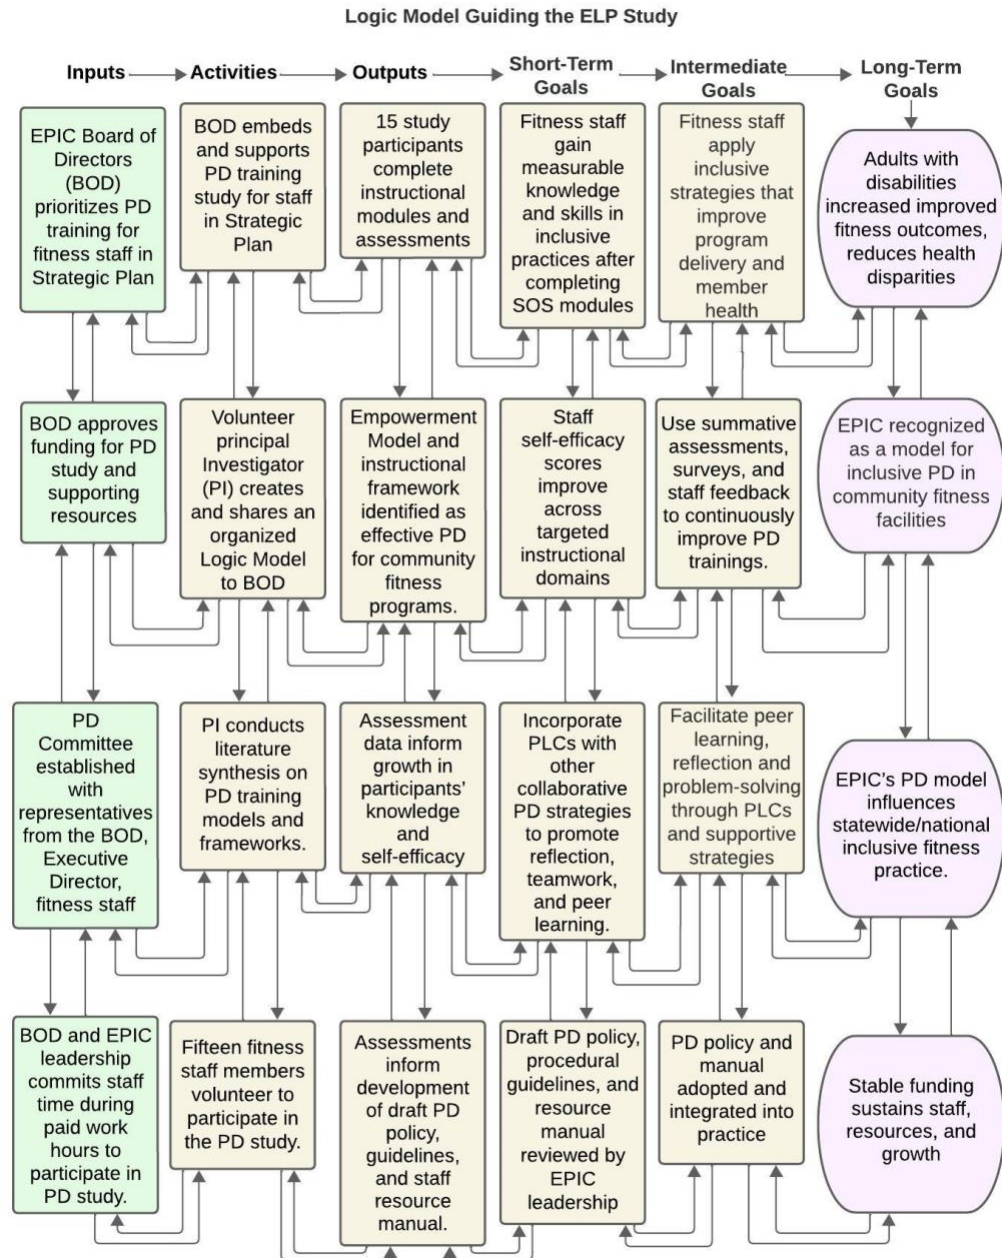 Logic Model Guiding the ELP Study
Inputs
Activities
Outputs
Short-Term
Goals
Intermediate
Goals
Long-Term
Goals
EPIC Board of
Directors
(BOD)
prioritizes PD
training for
fitness staff in
Strategic Plan
BOD embeds
and supports
PD training
study for staff
in Strategic
Plan
15 study
participants
complete
instructional
modules and
assessments
Fitness staff
gain
measurable
knowledge
and skills in
inclusive
practices after
completing
SOS modules
Fitness staff
apply
inclusive
strategies that
improve
program
delivery and
member
health
Adults with
disabilities
increased improved
fitness outcomes,
reduces health
disparities
BOD approves
funding for PD
study and
supporting
resources
Volunteer
principal
Investigator
(PI) creates
and shares an
organized
Logic Model
to BOD
Empowerment
Model and
instructional
framework
identified as
effective PD
for community
fitness
programs.
Staff
self-efficacy
scores
improve
across
targeted
instructional
domains
Use summative
assessments,
surveys, and
staff feedback
to continuously
improve PD
trainings.
EPIC recognized
as a model for
inclusive PD in
community fitness
facilities
PD
Committee
established
with
representatives
from the BOD,
Executive
Director,
fitness staff
PI conducts
literature
synthesis on
PD training
models and
frameworks.
Assessment
data inform
growth in
participants’
knowledge
and
self-efficacy
Incorporate
PLCs with
other
collaborative
PD strategies
to promote
reflection,
teamwork,
and peer
learning.
Facilitate peer
learning,
reflection and
problem-solving
through PLCs
and supportive
strategies
EPIC’s PD model
influences
statewide/national
inclusive fitness
practice.
BOD and EPIC
leadership
commits staff
time during
paid work
hours to
participate in
PD study.
Fifteen fitness
staff members
volunteer to
participate in
the PD study.
Assessments
inform
development
of draft PD
policy,
guidelines,
and staff
resource
manual.
Draft PD policy,
procedural
guidelines, and
resource
manual
reviewed by
EPIC
leadership
PD policy and
manual
adopted and
integrated into
practice
Stable funding
sustains staff,
resources, and
growth